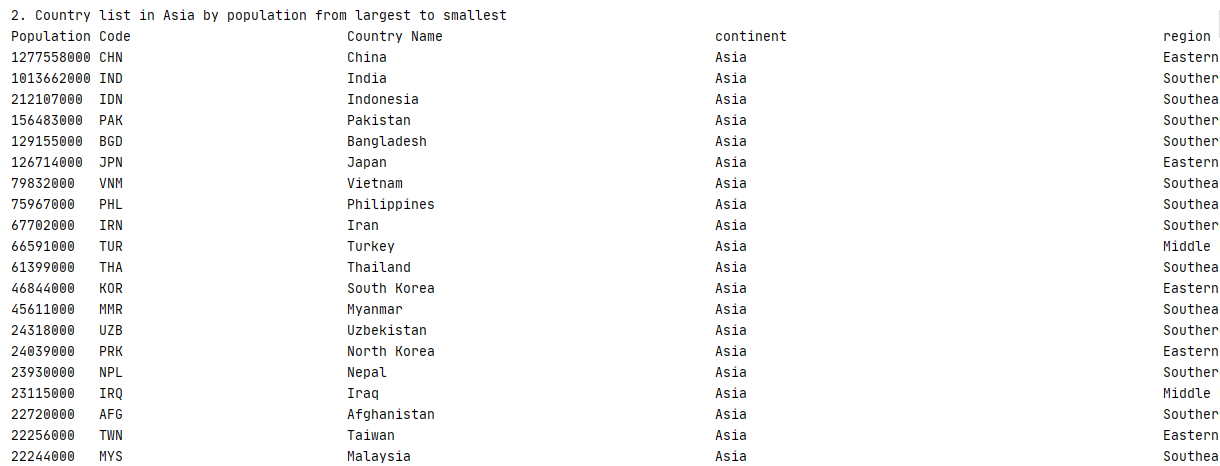 2. Country list in Asia by population from largest to smallest
Population Code Country Name continent region
1277558000 CHN China Asia Eastern
1013662000 IND India Asia Souther
212107000 IDN Indonesia Asia Southea
156483000 PAK Pakistan Asia Souther
129155000 BGD Bangladesh Asia Souther
126714000 JPN Japan Asia Eastern
79832000 VNM Vietnam Asia Southea
75967000 PHL Philippines Asia Southea
67702000 IRN Iran Asia Souther
66591000 TUR Turkey Asia Middle
61399000 THA Thailand Asia Southea
46844000 KOR South Korea Asia Eastern
45611000 MMR Myanmar Asia Southea
24318000 UZB Uzbekistan Asia Souther
24039000 PRK North Korea Asia Eastern
23930000 NPL Nepal Asia Souther
23115000 IRQ Iraq Asia Middle
22720000 AFG Afghanistan Asia Souther
22256000 TWN Taiwan Asia Eastern
22244000 MYS Malaysia Asia Southea